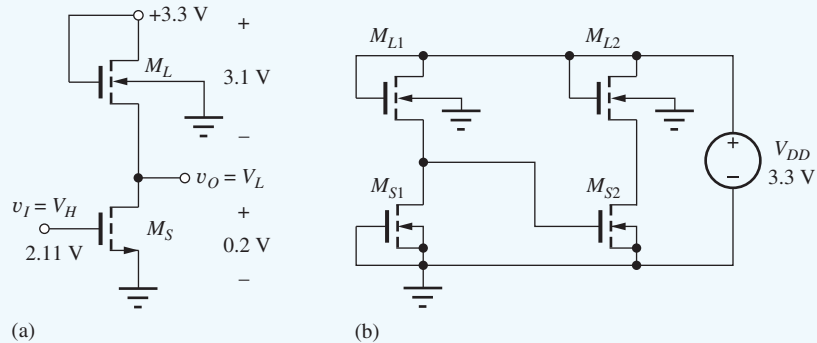 +3.3 V
+
M_L
3.1 V
–
v_O = V_L
v_I = V_H
2.11 V
M_S
+
0.2 V
–
(a)
M_L1
M_L2
M_S1
M_S2
+
–
V_DD
3.3 V
(b)